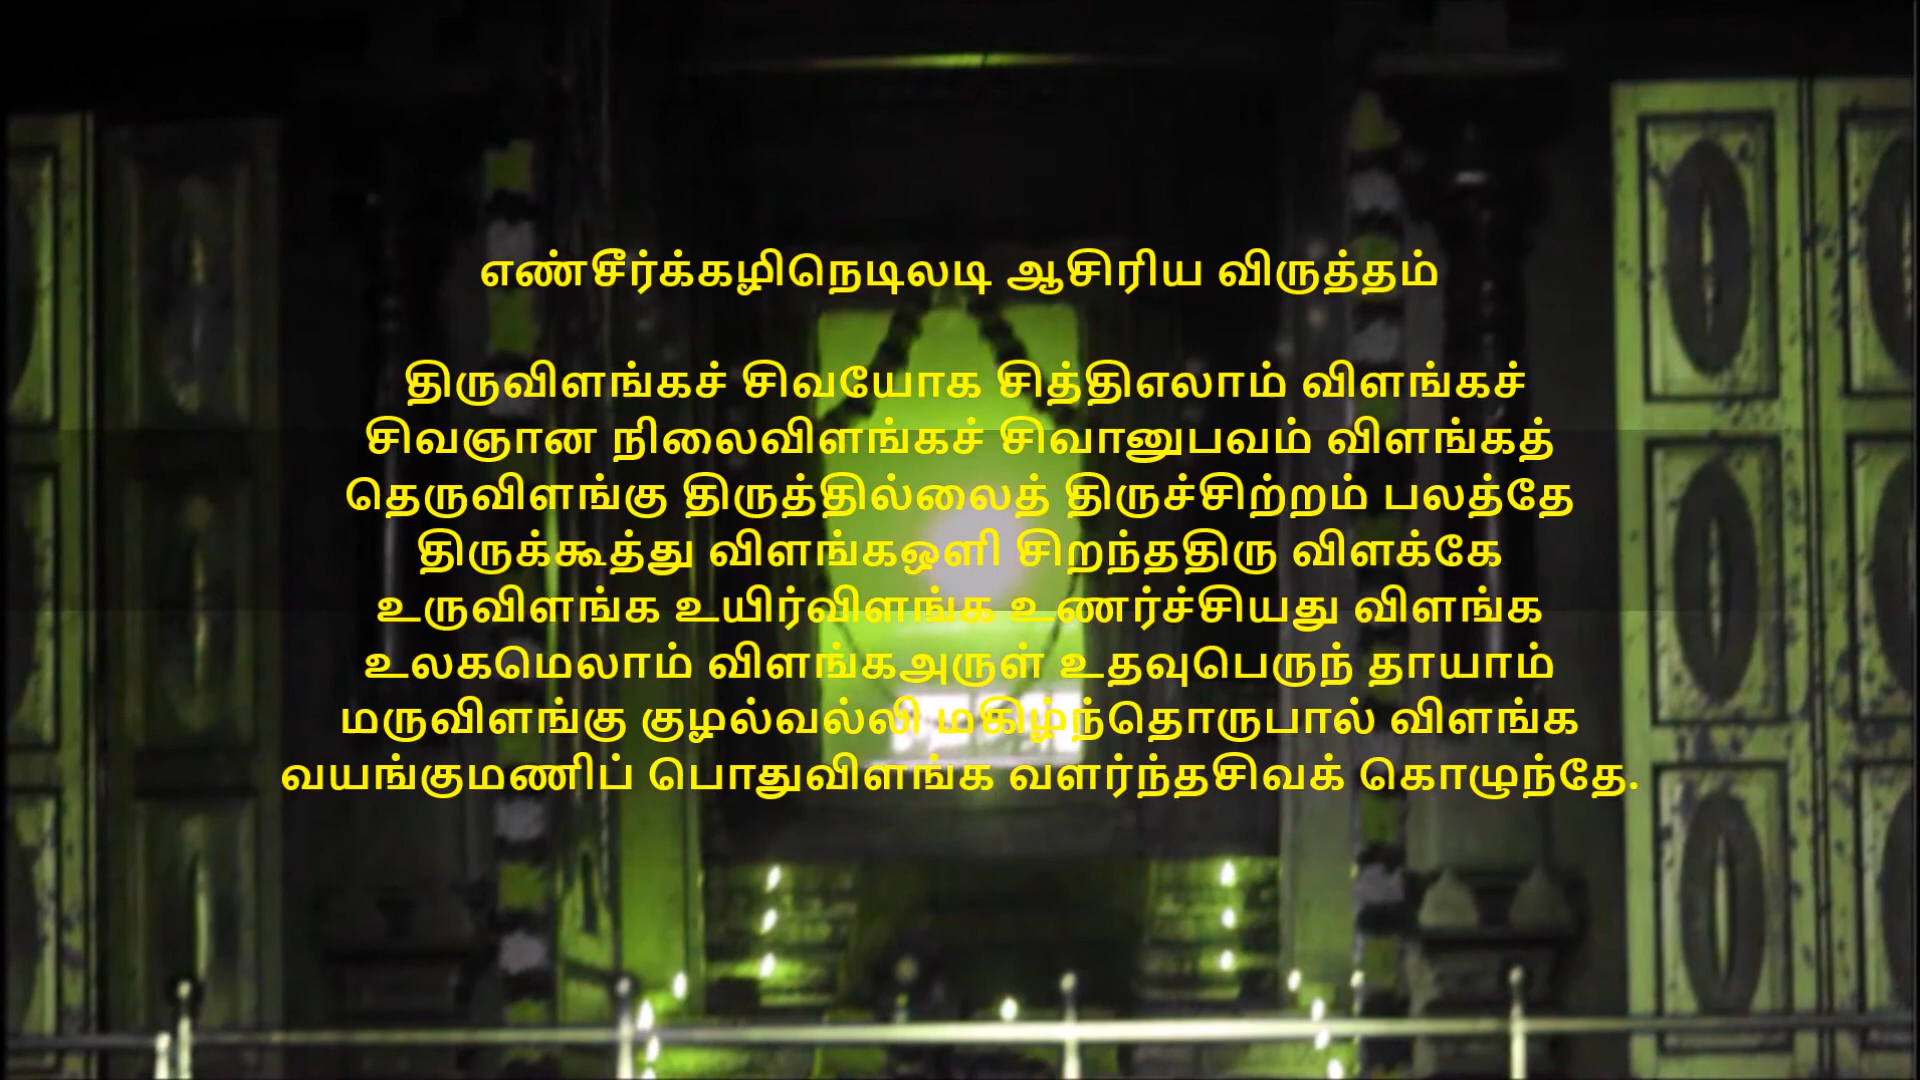 எண்சீர்க்கழிநெடிலடி ஆசிரிய விருத்தம்
திருவிளங்கச் சிவயோக சித்திஎலாம் விளங்கச்
சிவஞான நிலைவிளங்கச் சிவானுபவம் விளங்கத்
தெருவிளங்கு திருத்தில்லைத் திருச்சிற்றம் பலத்தே
திருக்கூத்து விளங்கஒளி சிறந்ததிரு விளக்கே
உருவிளங்க உயிர்விளங்க உணர்ச்சியது விளங்க
உலகமெலாம் விளங்கஅருள் உதவுபெருந் தாயாம்
மருவிளங்கு குழல்வல்லி மகிழ்ந்தொருபால் விளங்க
வயங்குமணிப் பொதுவிளங்க வளர்ந்தசிவக் கொழுந்தே.